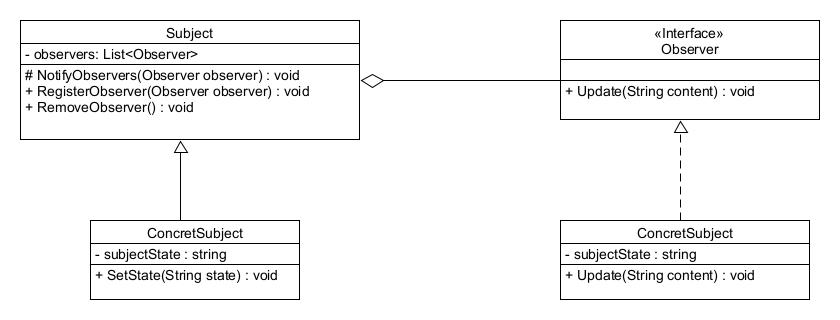 Subject
- observers: List<Observer>
# NotifyObservers(Observer observer) : void
+ RegisterObserver(Observer observer) : void
+ RemoveObserver() : void
«Interface»
Observer
+ Update(String content) : void
ConcretSubject
- subjectState : string
+ SetState(String state) : void
ConcretSubject
- subjectState : string
+ Update(String content) : void